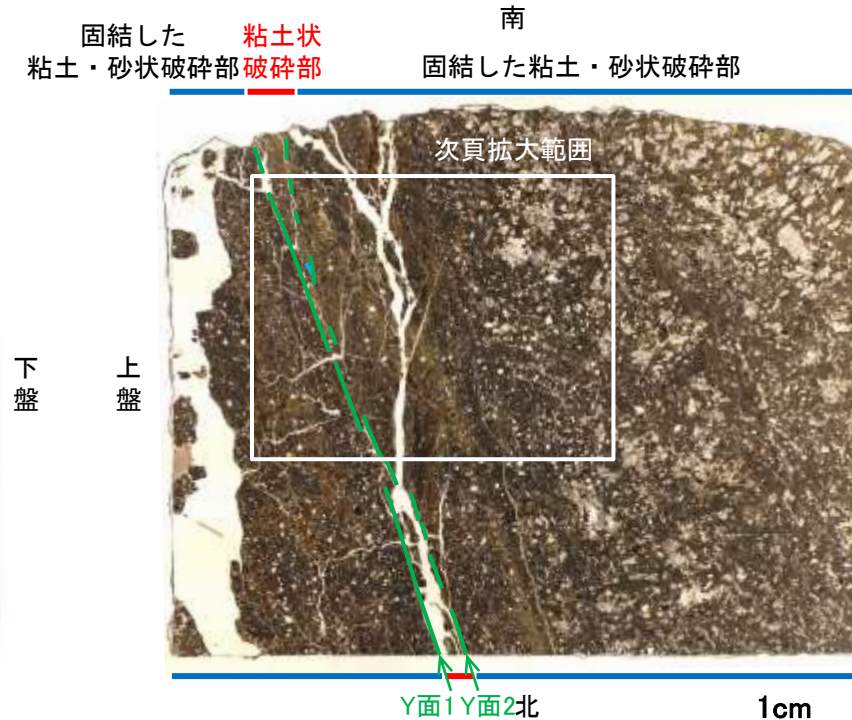 南
固結した
粘土・砂状破砕部
粘土状
破砕部
固結した粘土・砂状破砕部
次頁拡大範囲
下
盤
上
盤
Y面1
Y面2
北
1cm